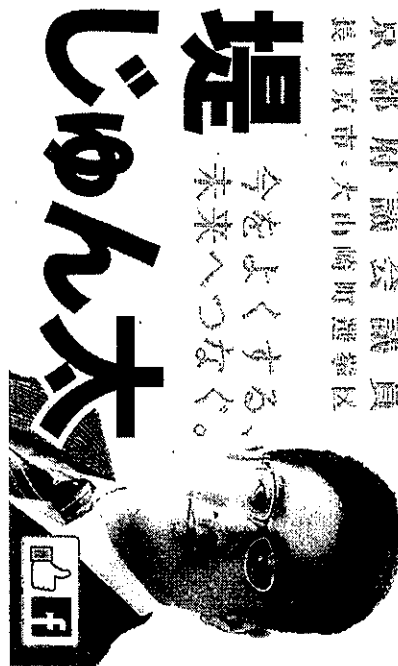 京都府議会議員
長岡京市・大山崎町選挙区
堤
じゅん太
今をよくする、
未来へつなぐ。
f